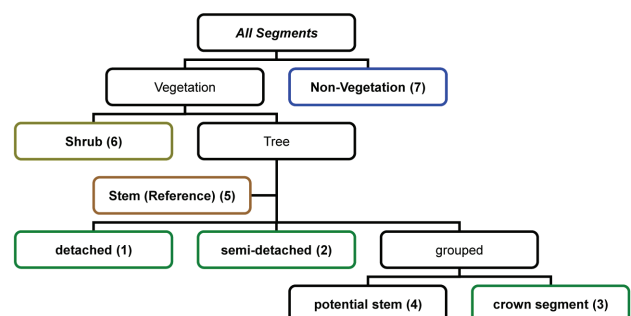 All Segments
Vegetation
Non-Vegetation (7)
Shrub (6)
Tree
Stem (Reference) (5)
detached (1)
semi-detached (2)
grouped
potential stem (4)
crown segment (3)